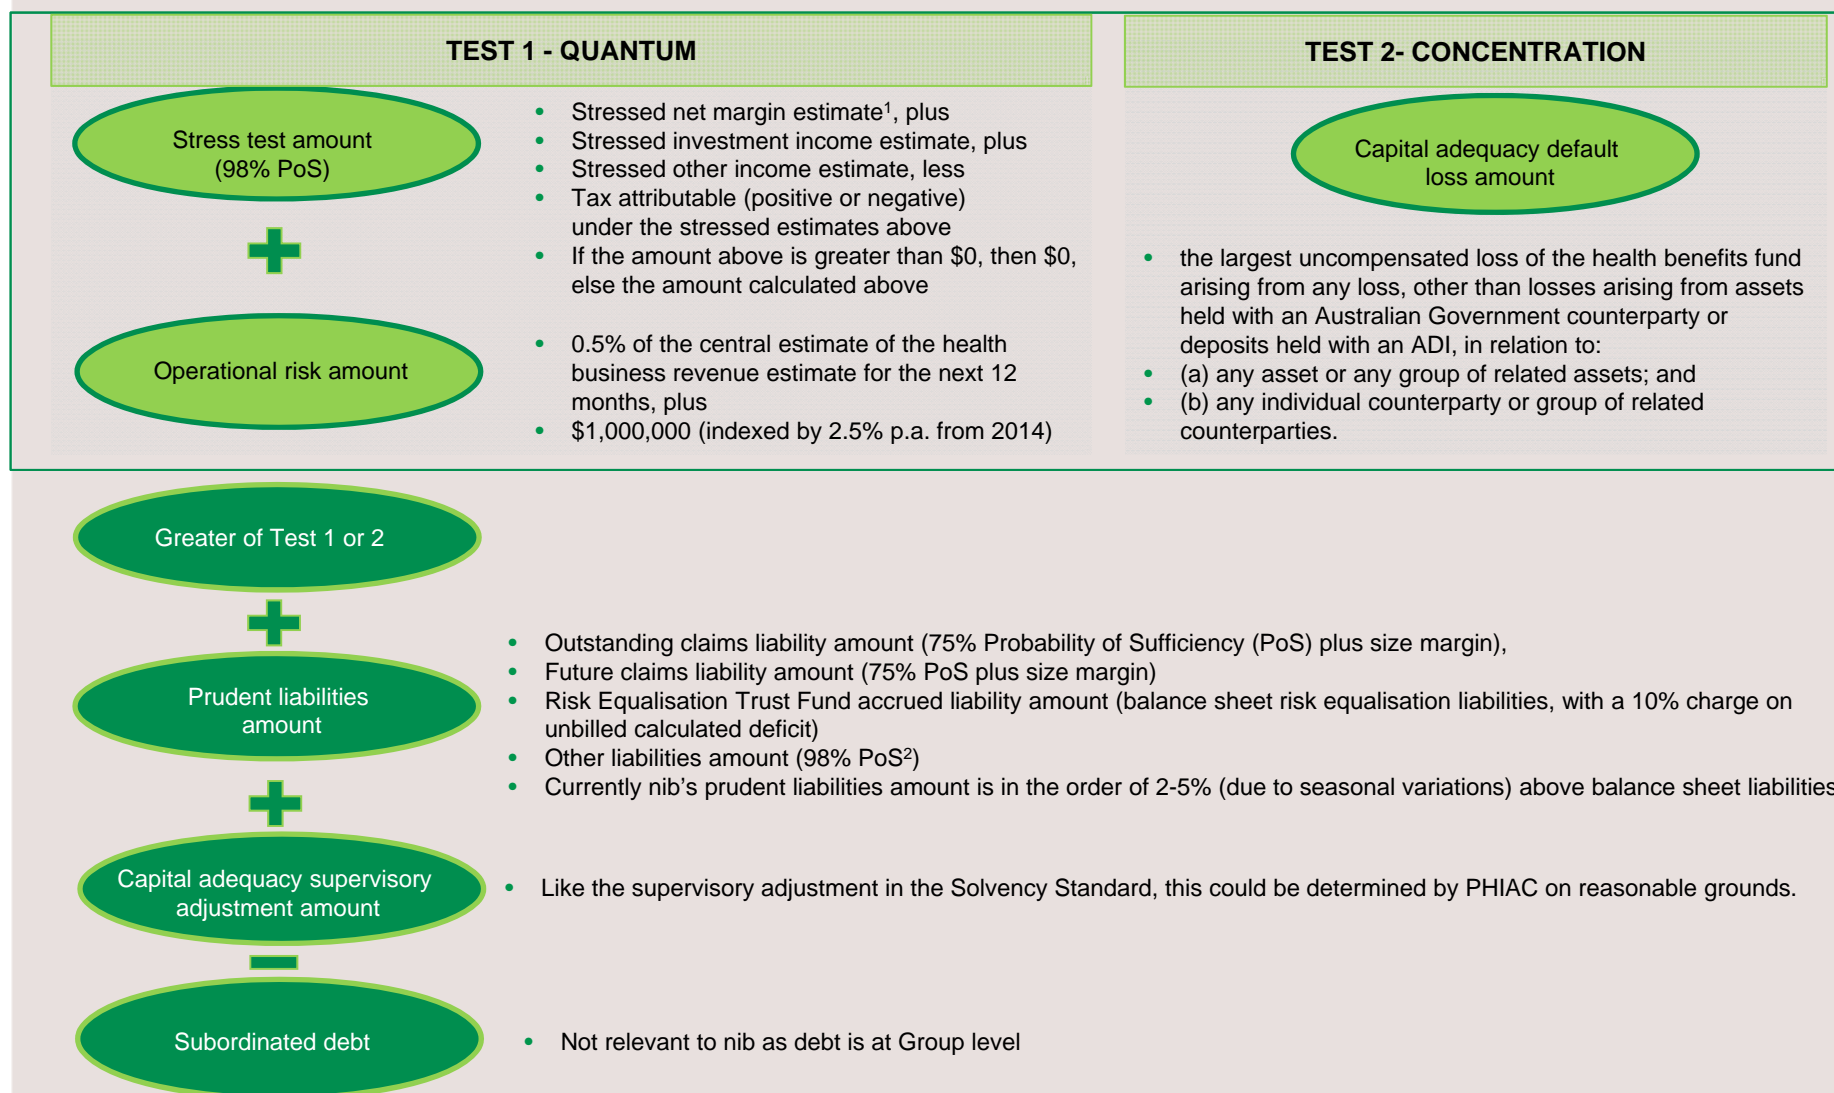 TEST 1 - QUANTUM
Stress test amount
(98% PoS)
• Stressed net margin estimate¹, plus
• Stressed investment income estimate, plus
• Stressed other income estimate, less
• Tax attributable (positive or negative)
under the stressed estimates above
• If the amount above is greater than $0, then $0,
else the amount calculated above
Operational risk amount
• 0.5% of the central estimate of the health
business revenue estimate for the next 12
months, plus
• $1,000,000 (indexed by 2.5% p.a. from 2014)
TEST 2- CONCENTRATION
Capital adequacy default
loss amount
• the largest uncompensated loss of the health benefits fund
arising from any loss, other than losses arising from assets
held with an Australian Government counterparty or
deposits held with an ADI, in relation to:
• (a) any asset or any group of related assets; and
• (b) any individual counterparty or group of related
counterparties.
Greater of Test 1 or 2
Prudent liabilities
amount
• Outstanding claims liability amount (75% Probability of Sufficiency (PoS) plus size margin),
• Future claims liability amount (75% PoS plus size margin)
• Risk Equalisation Trust Fund accrued liability amount (balance sheet risk equalisation liabilities, with a 10% charge on
unbilled calculated deficit)
• Other liabilities amount (98% PoS²)
• Currently nib's prudent liabilities amount is in the order of 2-5% (due to seasonal variations) above balance sheet liabilities
Capital adequacy supervisory
adjustment amount
• Like the supervisory adjustment in the Solvency Standard, this could be determined by PHIAC on reasonable grounds.
Subordinated debt
• Not relevant to nib as debt is at Group level